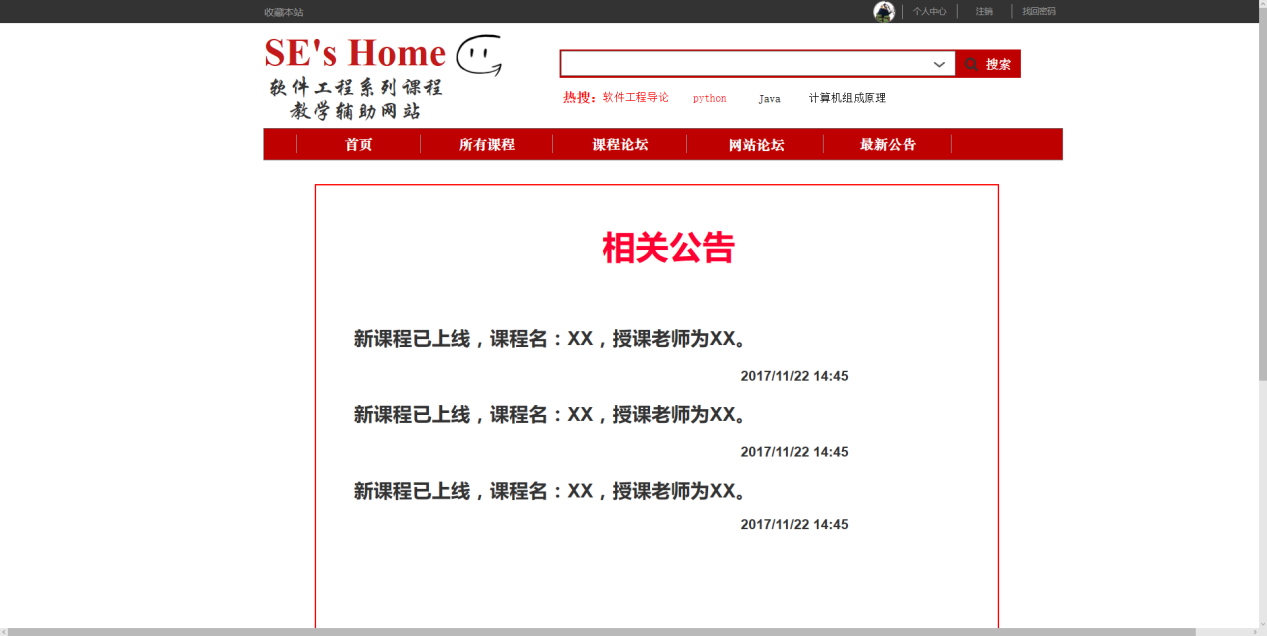 收藏本站
个人中心
注销
找回密码
SE's Home
软件工程系列课程
教学辅助网站
搜索
热搜: 软件工程导论 python Java 计算机组成原理
首页 所有课程 课程论坛 网站论坛 最新公告
相关公告
新课程已上线，课程名：XX，授课老师为XX。
2017/11/22 14:45
新课程已上线，课程名：XX，授课老师为XX。
2017/11/22 14:45
新课程已上线，课程名：XX，授课老师为XX。
2017/11/22 14:45